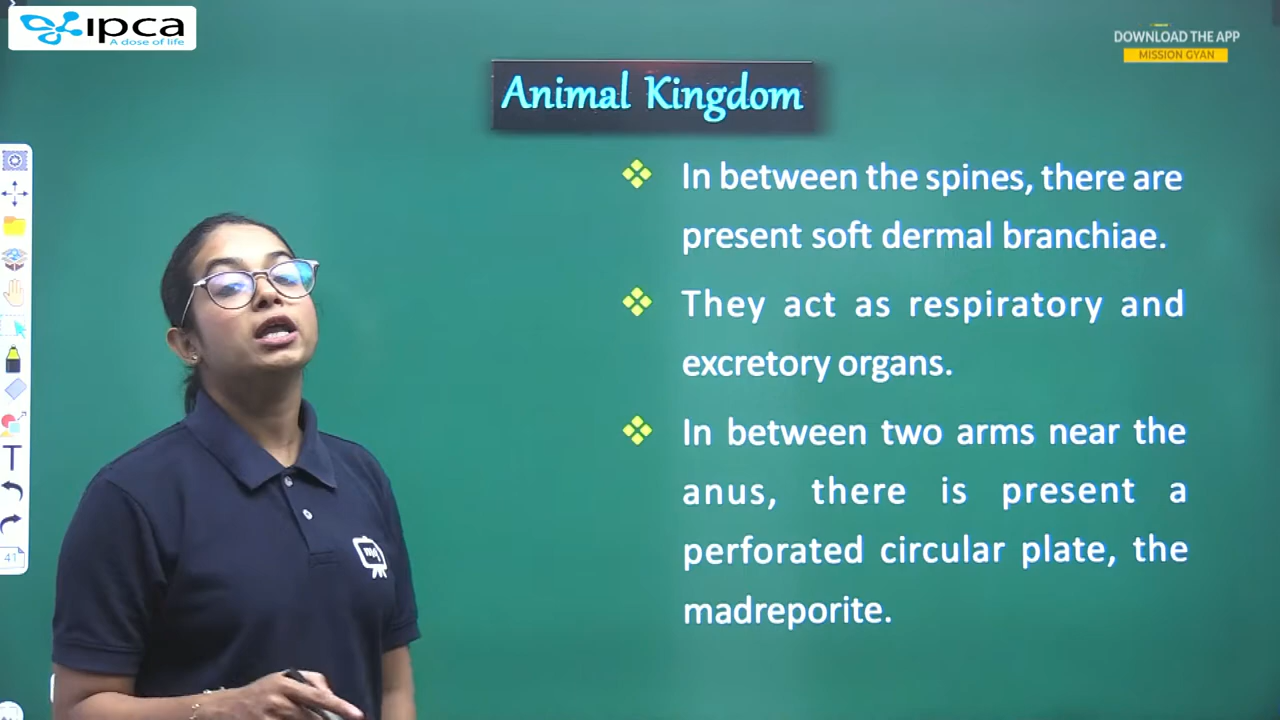 ipca
A dose of life
DOWNLOAD THE APP
MISSION GYAN
Animal Kingdom
In between the spines, there are
present soft dermal branchiae.
They act as respiratory and
excretory organs.
In between two arms near the
anus, there is present a
perforated circular plate, the
madreporite.
T
41